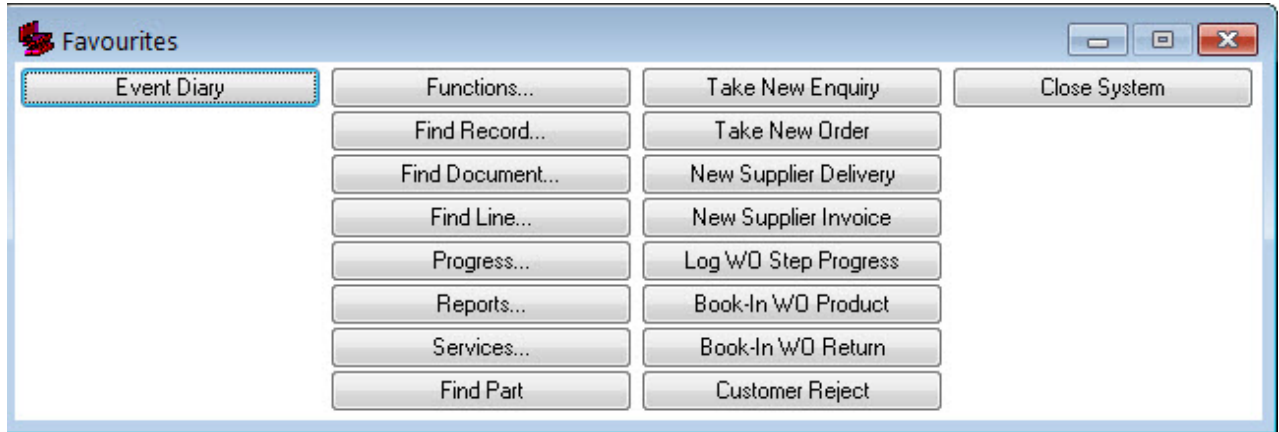 Favourites
Event Diary Functions... Take New Enquiry Close System
Find Record... Take New Order
Find Document... New Supplier Delivery
Find Line... New Supplier Invoice
Progress... Log WO Step Progress
Reports... Book-In WO Product
Services... Book-In WO Return
Find Part Customer Reject